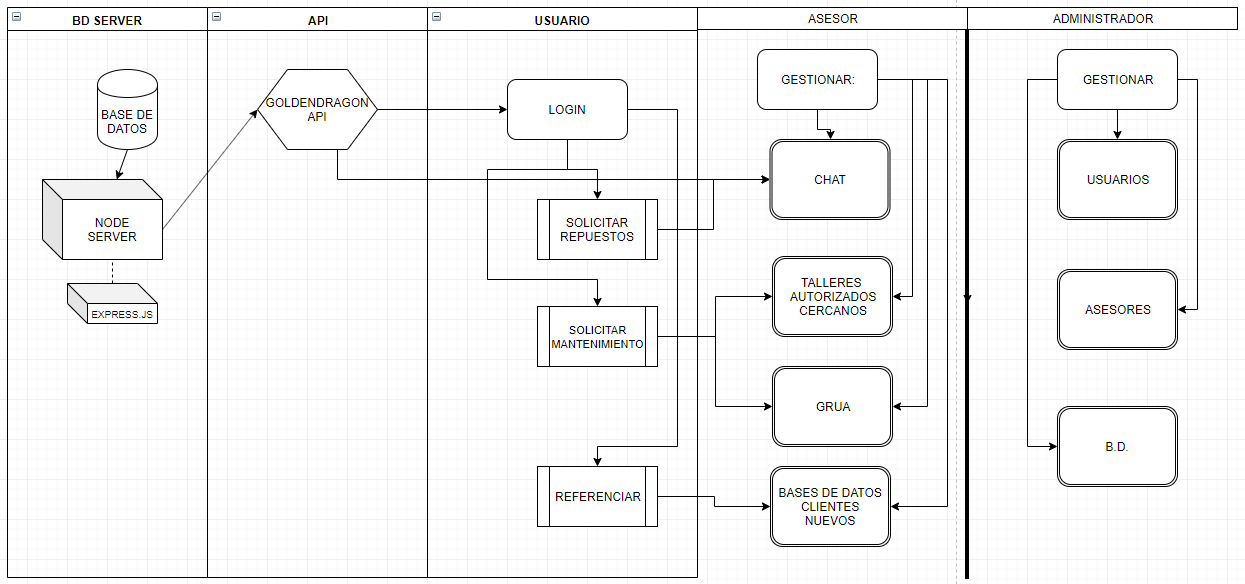 BD SERVER
API
USUARIO
ASESOR
ADMINISTRADOR
BASE DE
DATOS
NODE
SERVER
EXPRESS.JS
GOLDENDRAGON
API
LOGIN
SOLICITAR
REPUESTOS
SOLICITAR
MANTENIMIENTO
REFERENCIAR
GESTIONAR:
CHAT
TALLERES
AUTORIZADOS
CERCANOS
GRUA
BASES DE DATOS
CLIENTES
NUEVOS
GESTIONAR
USUARIOS
ASESORES
B.D.